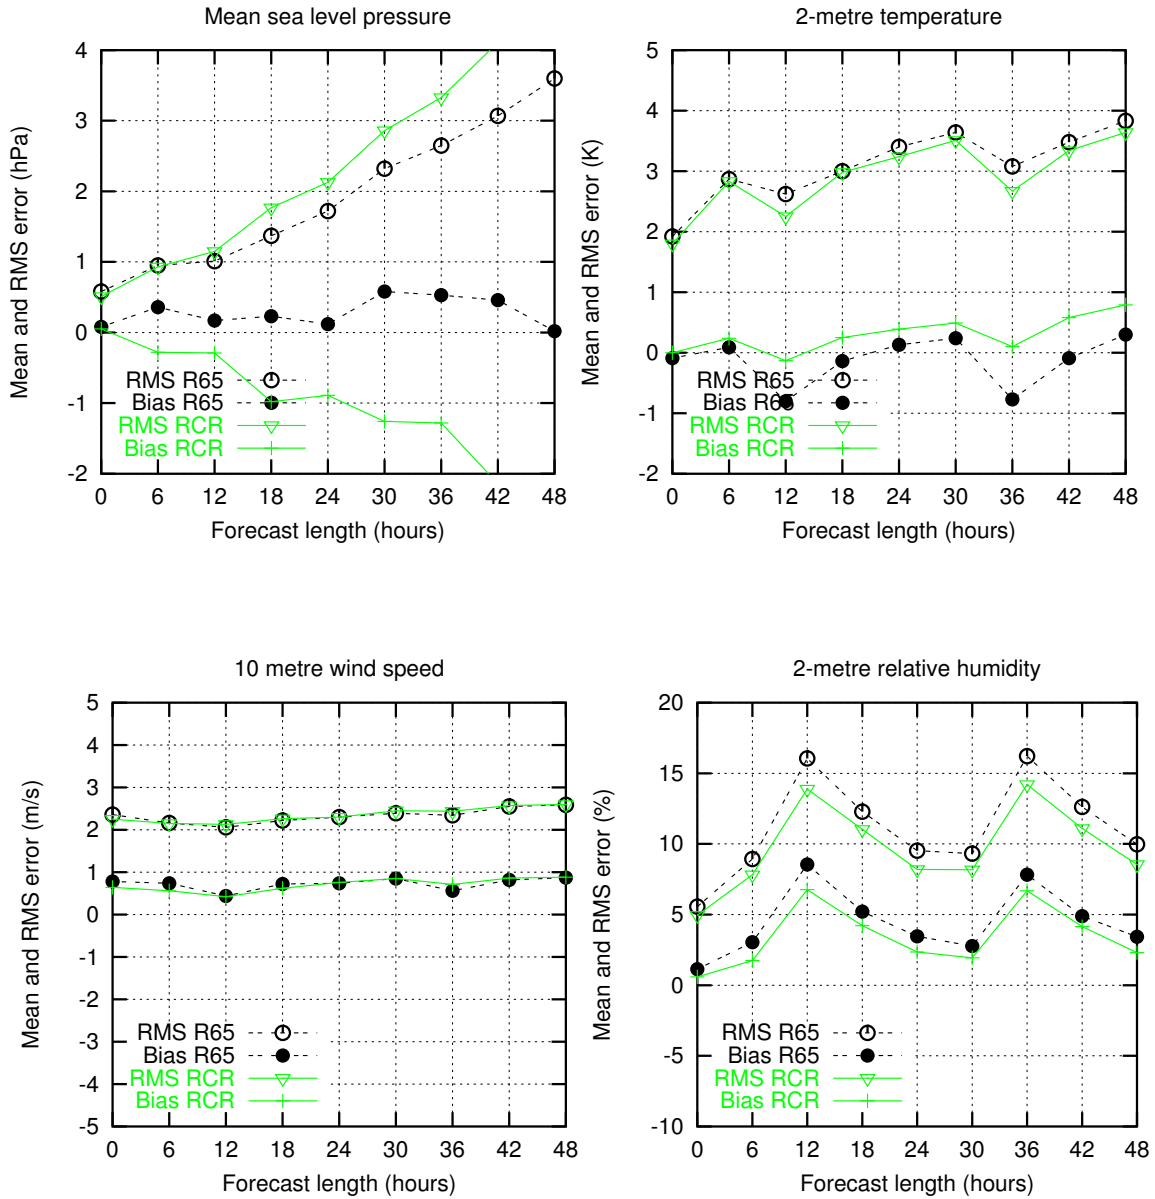 Mean sea level pressure
Mean and RMS error (hPa)
4
3
2
1
0
-1
-2
RMS R65
Bias R65
RMS RCR
Bias RCR
0 6 12 18 24 30 36 42 48
Forecast length (hours)
2-metre temperature
Mean and RMS error (K)
5
4
3
2
1
0
-1
-2
RMS R65
Bias R65
RMS RCR
Bias RCR
0 6 12 18 24 30 36 42 48
Forecast length (hours)
10 metre wind speed
Mean and RMS error (m/s)
5
4
3
2
1
0
-1
-2
-3
-4
-5
RMS R65
Bias R65
RMS RCR
Bias RCR
0 6 12 18 24 30 36 42 48
Forecast length (hours)
2-metre relative humidity
Mean and RMS error (%)
20
15
10
5
0
-5
-10
RMS R65
Bias R65
RMS RCR
Bias RCR
0 6 12 18 24 30 36 42 48
Forecast length (hours)